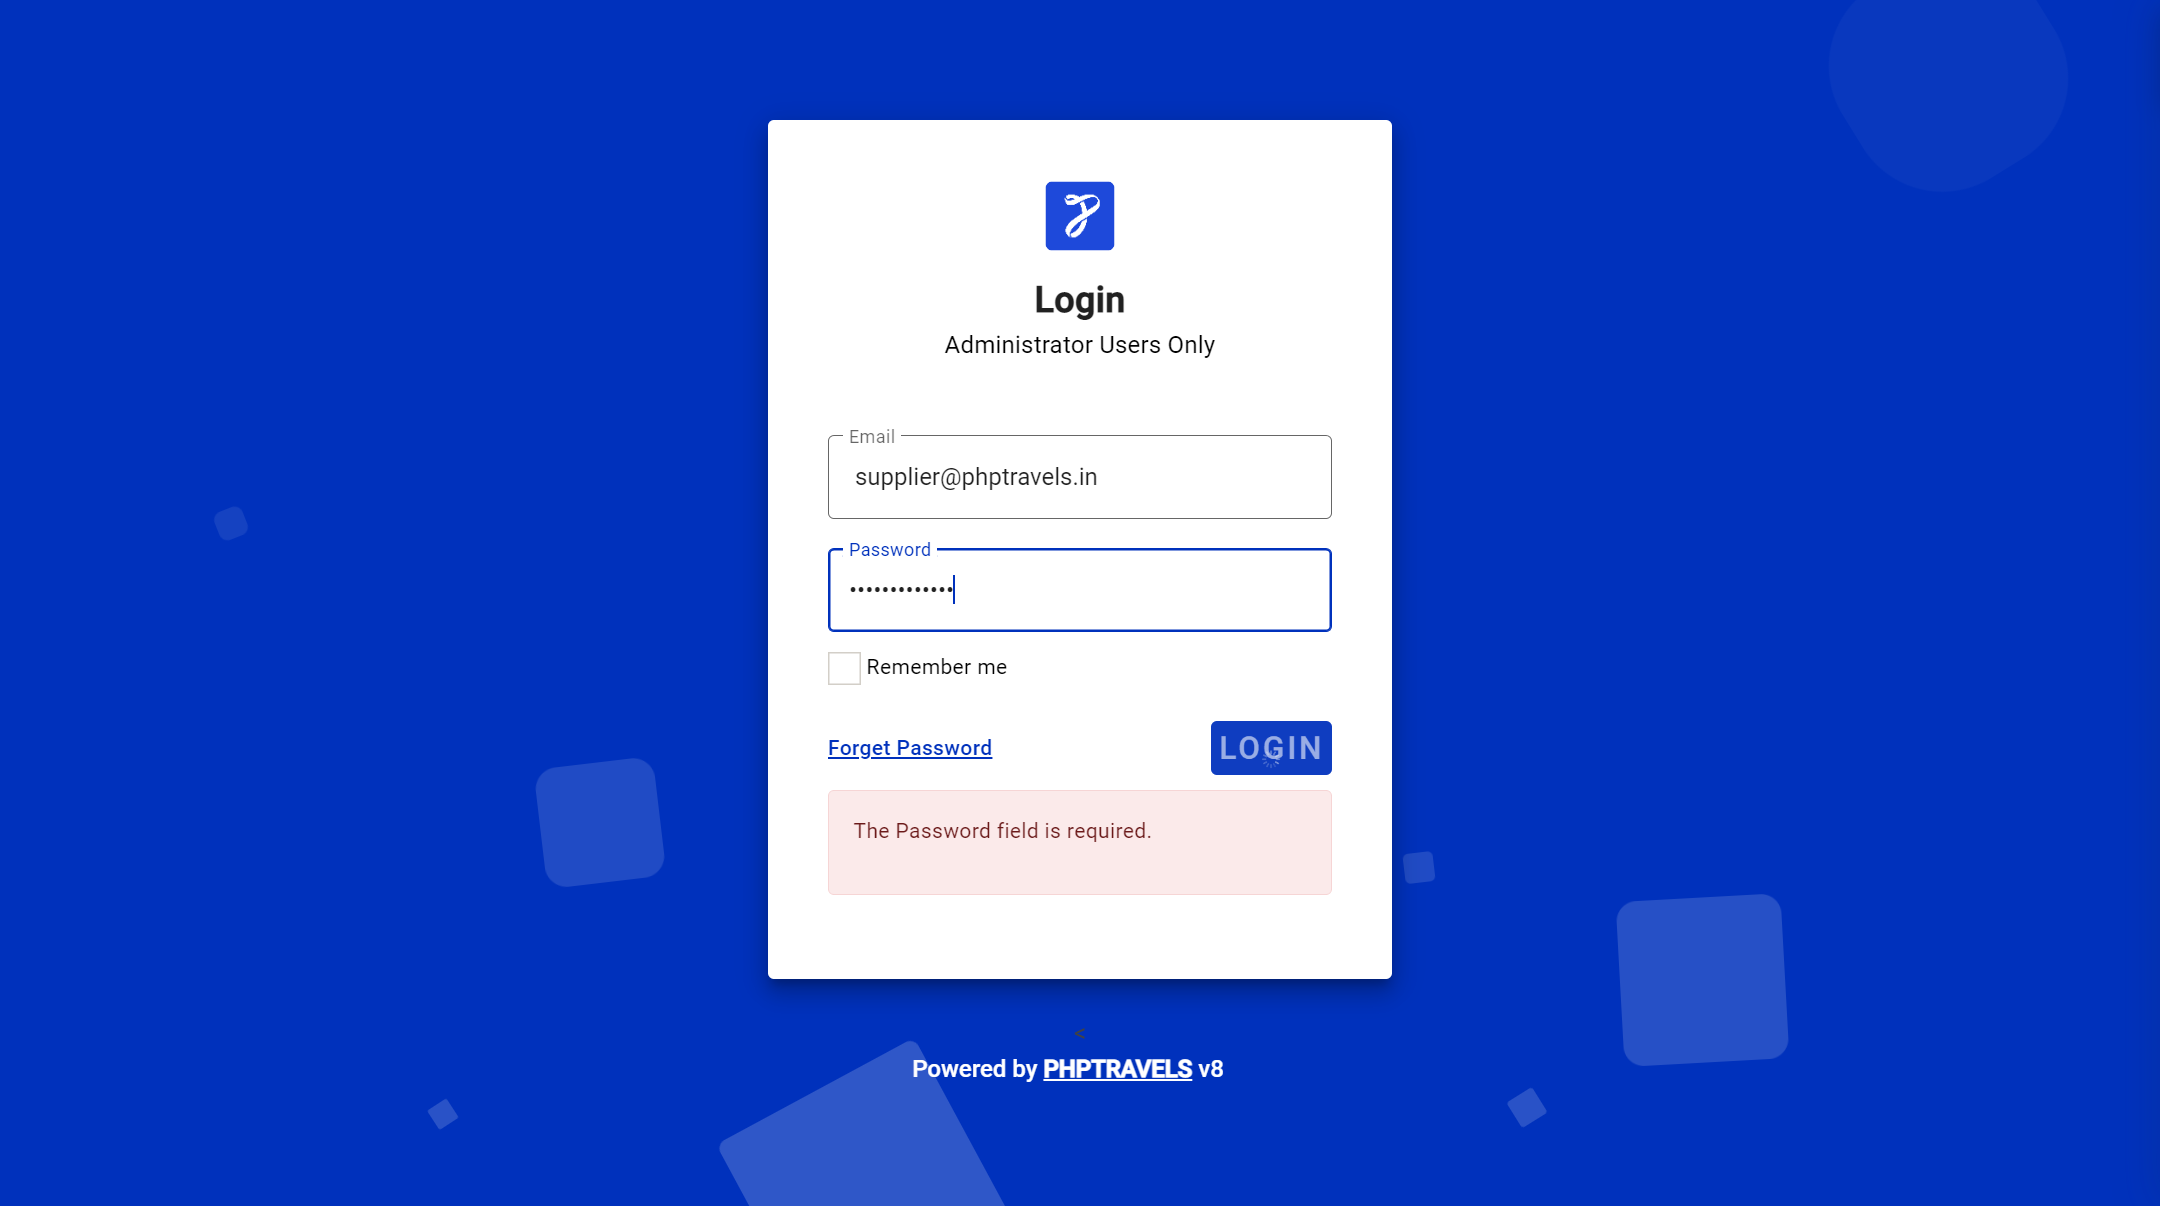 Login
Administrator Users Only
Email
supplier@phptravels.in
Password
•••••••••••••
Remember me
Forget Password
LOGIN
The Password field is required.
<
Powered by PHPTRAVELS v8